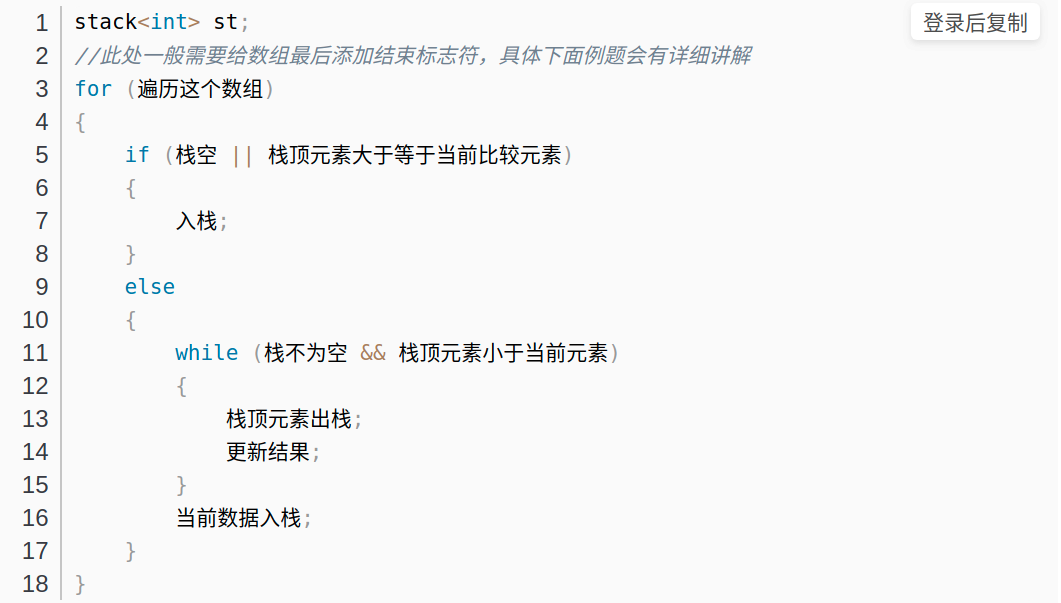 登录后复制
1 stack<int> st;
2 //此处一般需要给数组最后添加结束标志符，具体下面例题会有详细讲解
3 for (遍历这个数组)
4 {
5     if (栈空 || 栈顶元素大于等于当前比较元素)
6     {
7         入栈;
8     }
9     else
10     {
11         while (栈不为空 && 栈顶元素小于当前元素)
12         {
13             栈顶元素出栈;
14             更新结果;
15         }
16         当前数据入栈;
17     }
18 }